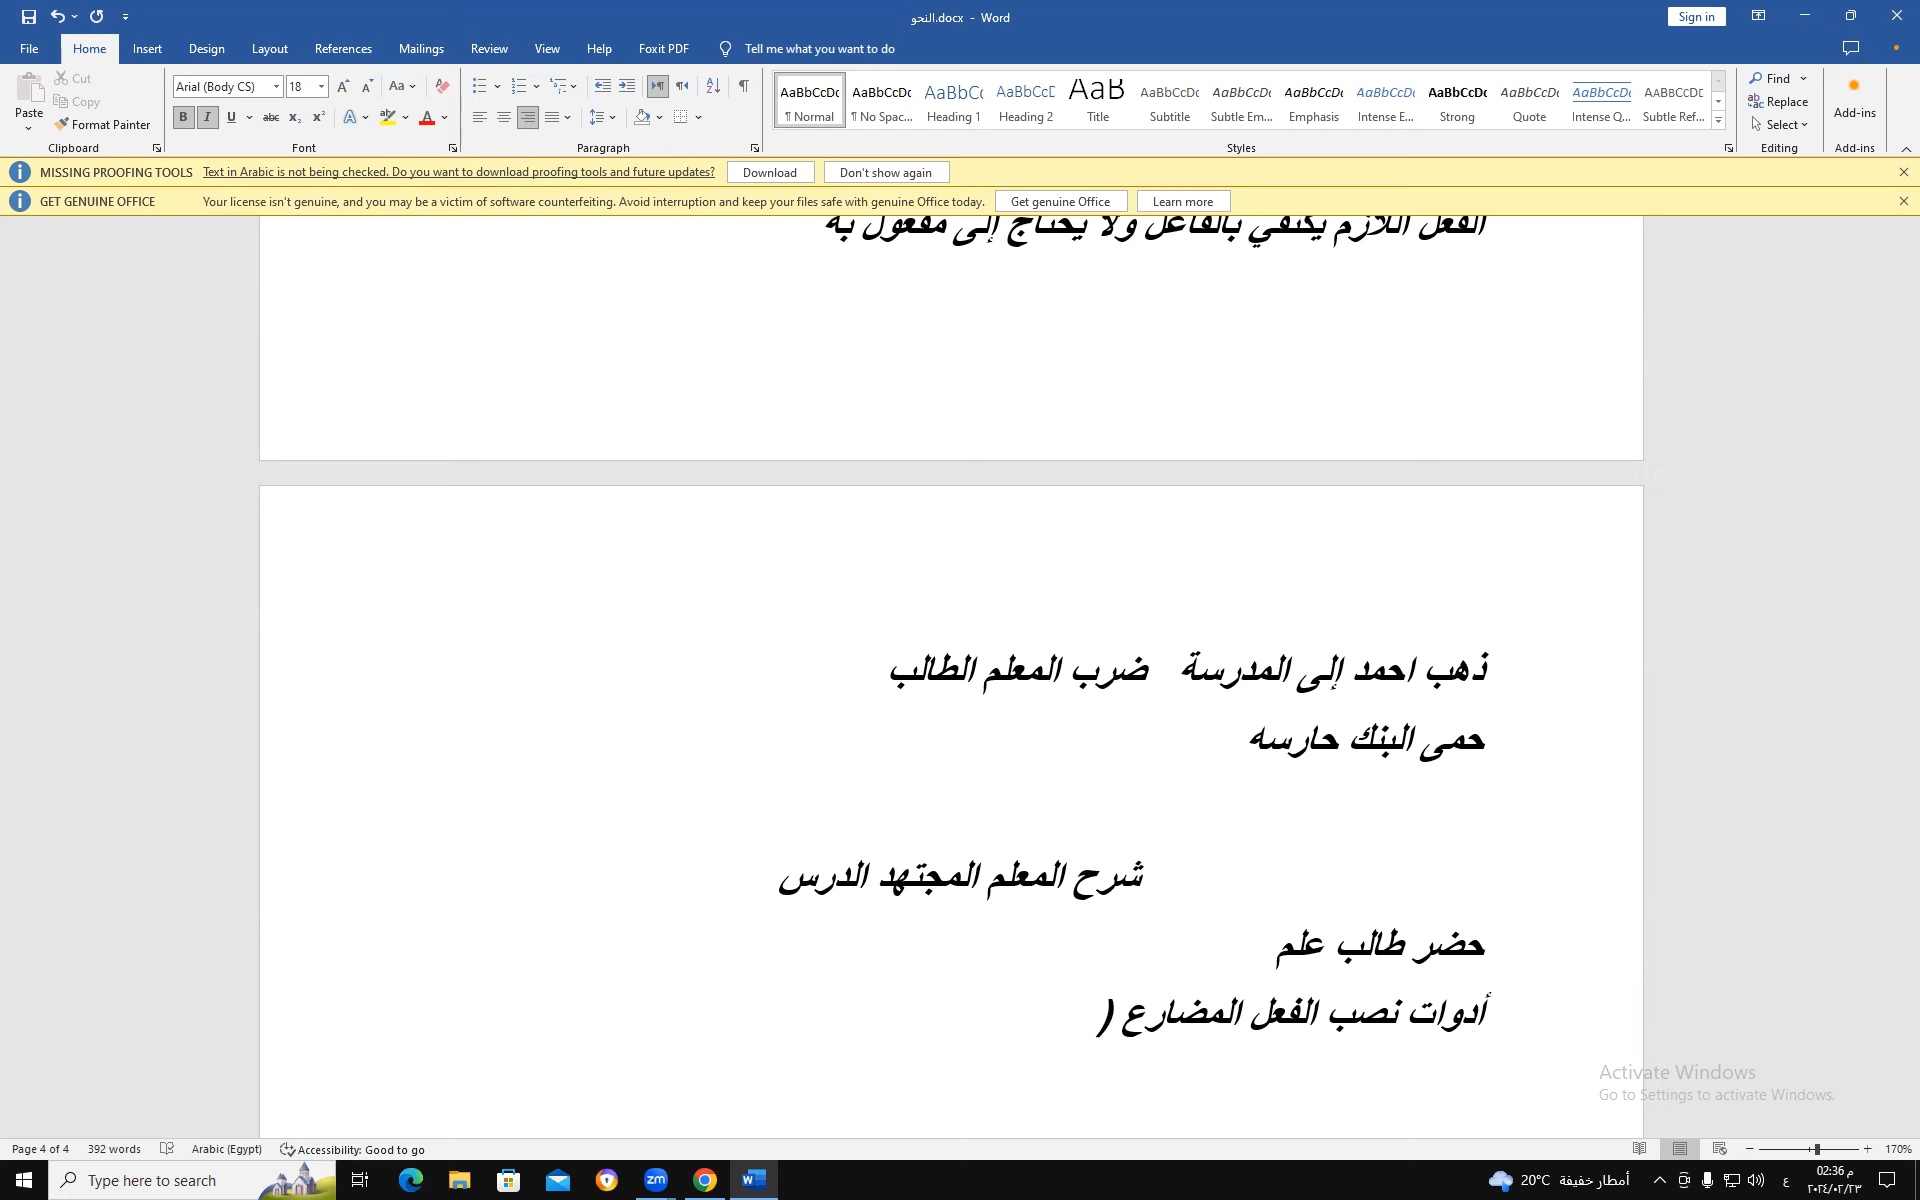 النحو.docx - Word
Sign in
File Home Insert Design Layout References Mailings Review View Help Foxit PDF Tell me what you want to do
Paste
Cut
Copy
Format Painter
Clipboard
Arial (Body CS) 18
Font
Paragraph
AaBbCcDc AaBbCcDc AaBbCc AaBbCcD AaB AaBbCcDc AaBbCcDc AaBbCcDc AaBbCcDc AaBbCcDc AaBbCcDc AaBbCcDc AABBCCDE
¶ Normal ¶ No Spac... Heading 1 Heading 2 Title Subtitle Subtle Em... Emphasis Intense E... Strong Quote Intense Q... Subtle Ref...
Styles
Find
Replace
Select
Editing
Add-ins
Add-ins
MISSING PROOFING TOOLS Text in Arabic is not being checked. Do you want to download proofing tools and future updates? Download Don't show again
GET GENUINE OFFICE Your license isn't genuine, and you may be a victim of software counterfeiting. Avoid interruption and keep your files safe with genuine Office today. Get genuine Office Learn more
الفعل اللازم يكتفي بالفاعل ولا يحتاج إلى مفعول به
ذهب احمد إلى المدرسة ضرب المعلم الطالب
حمى البنك حارسه
شرح المعلم المجتهد الدرس
حضر طالب علم
أدوات نصب الفعل المضارع (
Activate Windows
Go to Settings to activate Windows.
Page 4 of 4 392 words Arabic (Egypt) Accessibility: Good to go 170%
Type here to search
20°C أمطار خفيفة
ع
02:36 م
٢٠٢٤/٠٢/٢٣